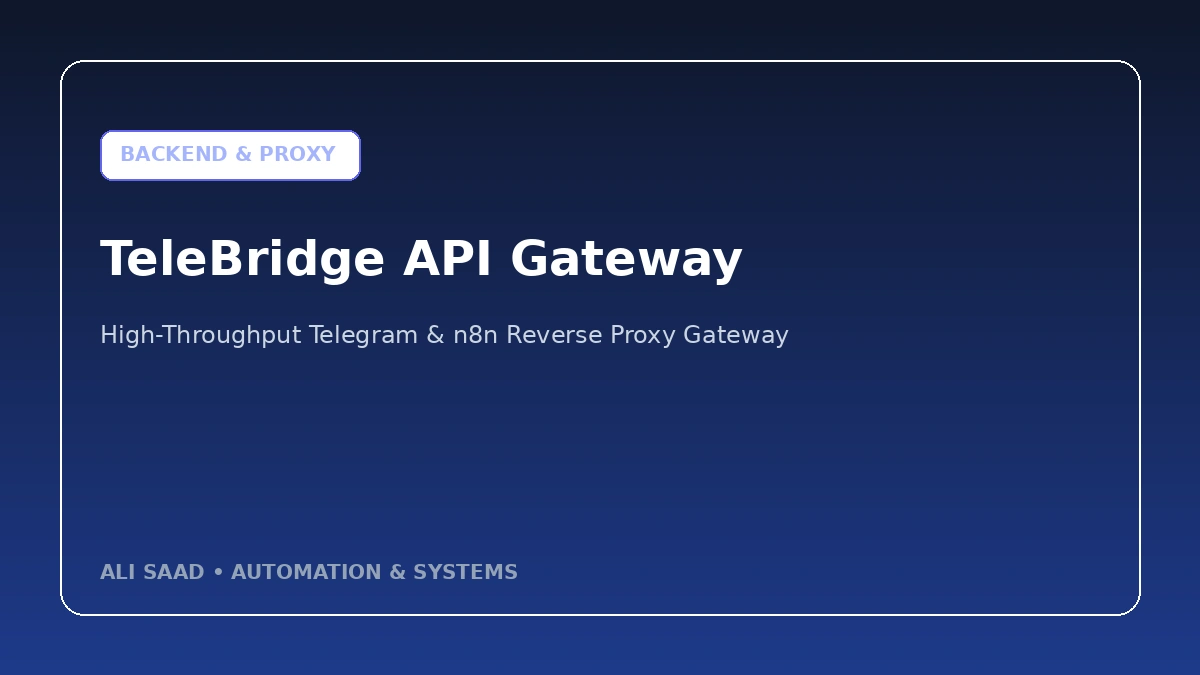 BACKEND & PROXY
TeleBridge API Gateway
High-Throughput Telegram & n8n Reverse Proxy Gateway
ALI SAAD • AUTOMATION & SYSTEMS